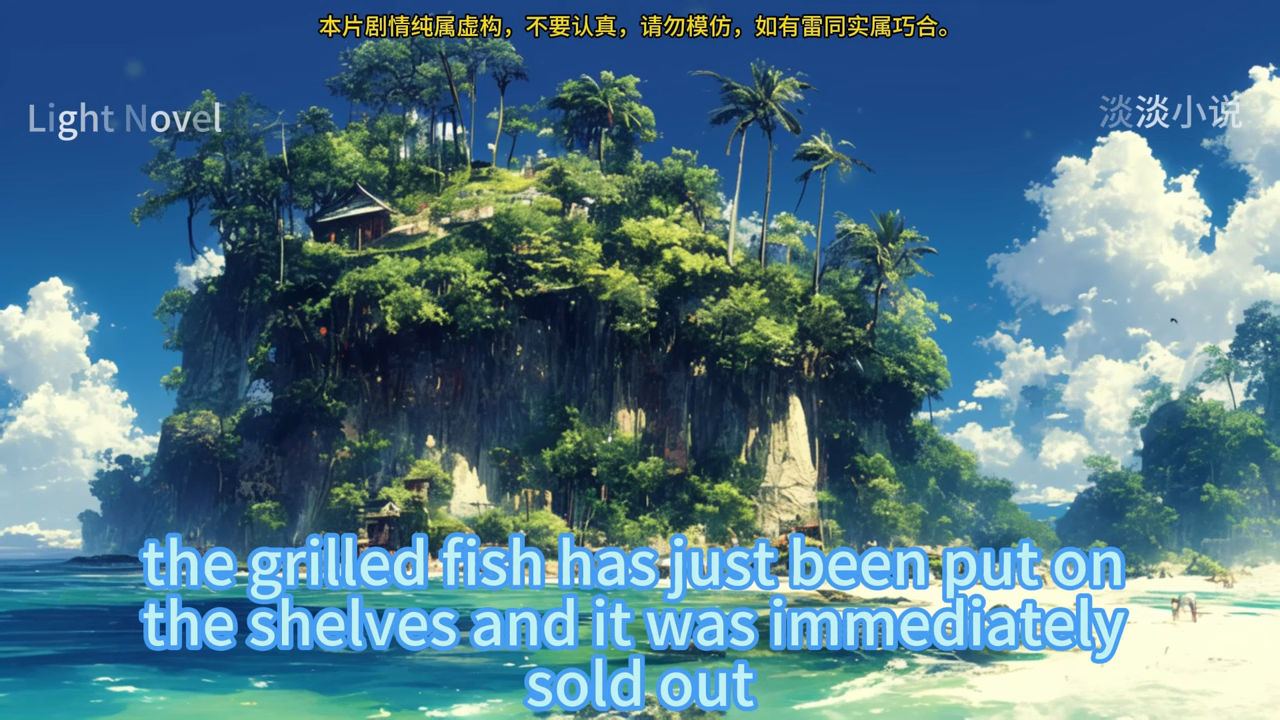 本片剧情纯属虚构，不要认真，请勿模仿，如有雷同实属巧合。
Light Novel
淡淡小说
the grilled fish has just been put on
the shelves and it was immediately
sold out